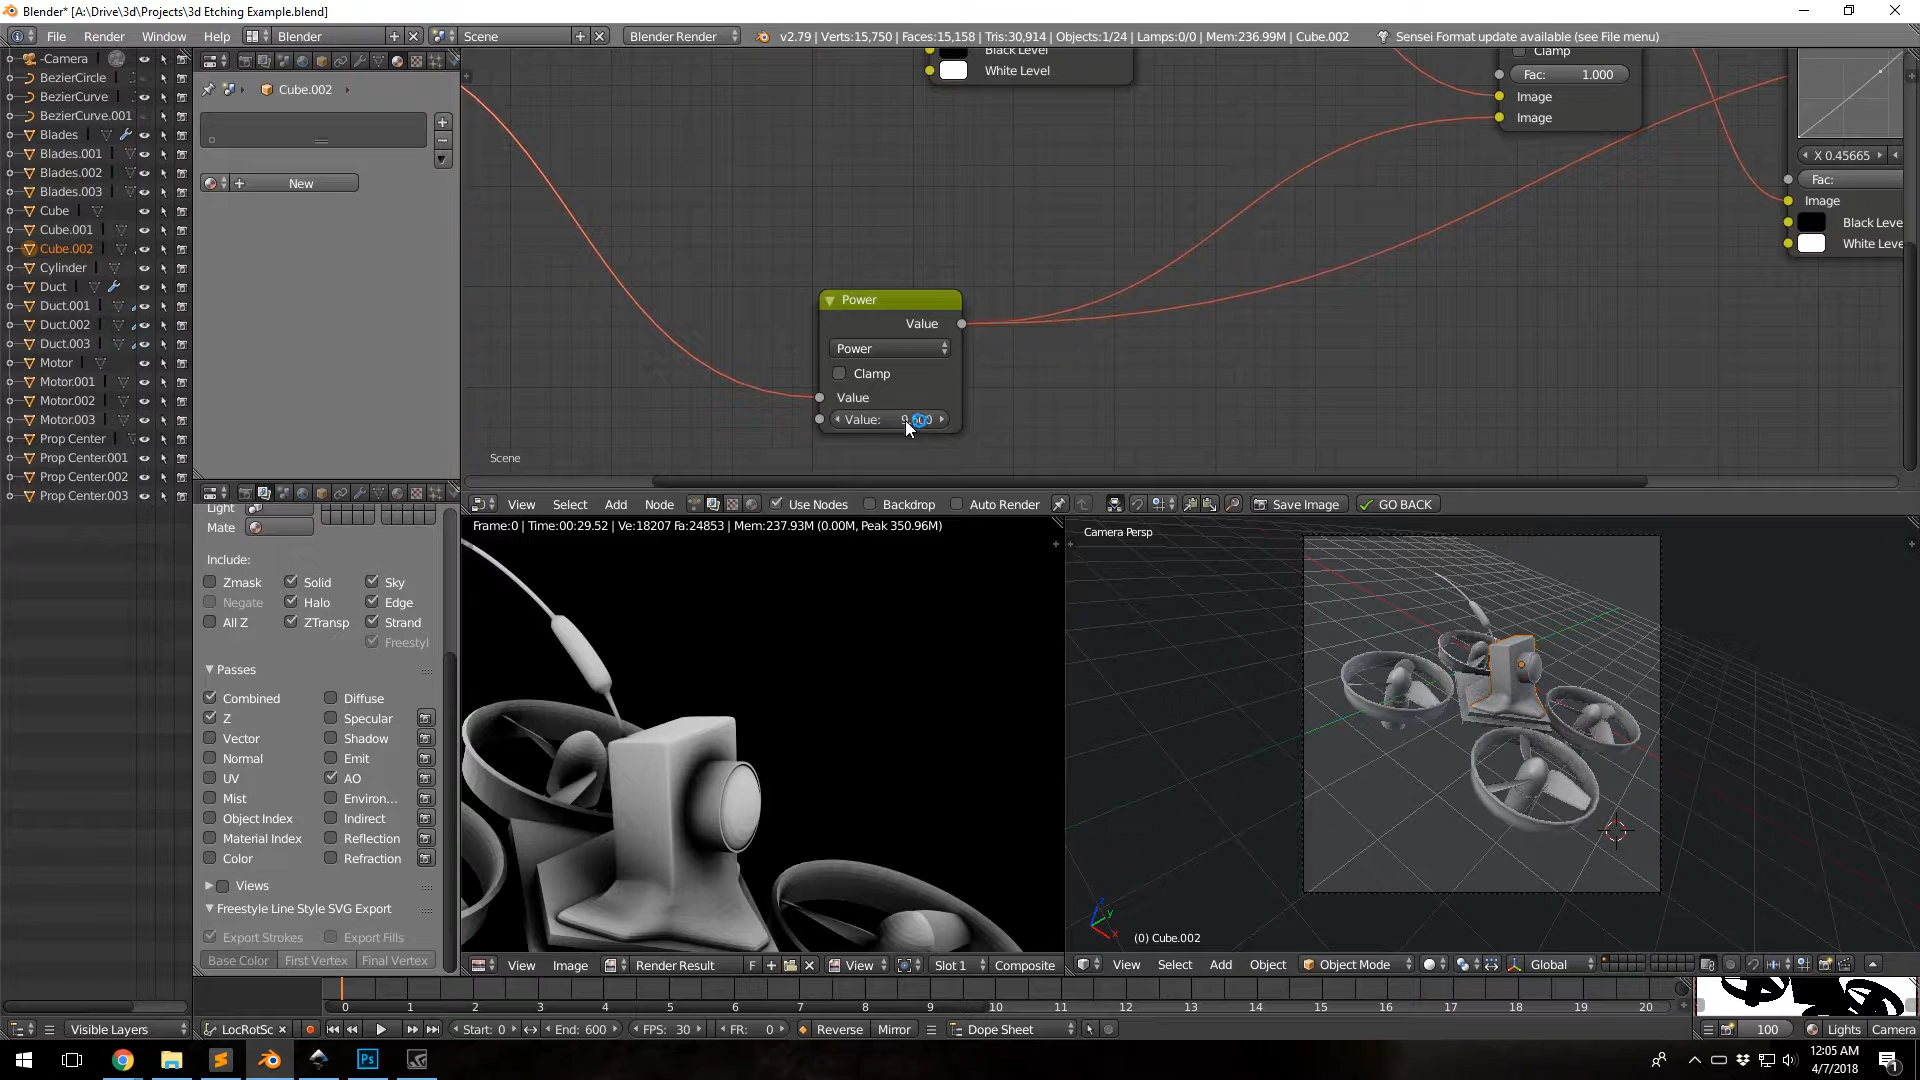 Blender* [A:\Drive\3d\Projects\3d Etching Example.blend]
File Render Window Help Blender Scene Blender Render v2.79 | Verts:15,750 | Faces:15,158 | Tris:30,914 | Objects:1/24 | Lamps:0/0 | Mem:236.99M | Cube.002 Sensei Format update available (see File menu)
-Camera
BezierCircle
BezierCurve
BezierCurve.001
Blades
Blades.001
Blades.002
Blades.003
Cube
Cube.001
Cube.002
Cylinder
Duct
Duct.001
Duct.002
Duct.003
Motor
Motor.001
Motor.002
Motor.003
Prop Center
Prop Center.001
Prop Center.002
Prop Center.003
Cube.002
New
Black Level
White Level
Clamp
Fac: 1.000
Image
Image
X 0.45665
Fac:
Image
Black Leve
White Leve
Power
Value
Power
Clamp
Value
Value:
Scene
View Select Add Node Use Nodes Backdrop Auto Render Save Image GO BACK
Light
Mate
Include:
Zmask Solid Sky
Negate Halo Edge
All Z ZTransp Strand
Freestyl
Passes
Combined Diffuse
Z Specular
Vector Shadow
Normal Emit
UV AO
Mist Environ...
Object Index Indirect
Material Index Reflection
Color Refraction
Views
Freestyle Line Style SVG Export
Export Strokes Export Fills
Base Color First Vertex Final Vertex
Frame:0 | Time:00:29.52 | Ve:18207 Fa:24853 | Mem:237.93M (0.00M, Peak 350.96M)
View Image Render Result F View Slot 1 Composite
Camera Persp
z
y
x
(0) Cube.002
View Select Add Object Object Mode Global
0 1 2 3 4 5 6 7 8 9 10 11 12 13 14 15 16 17 18 19 20
Visible Layers LocRotSc Start: 0 End: 600 FPS: 30 FR: 0 Reverse Mirror Dope Sheet 100 Lights Camera
Ps
12:05 AM
4/7/2018
1